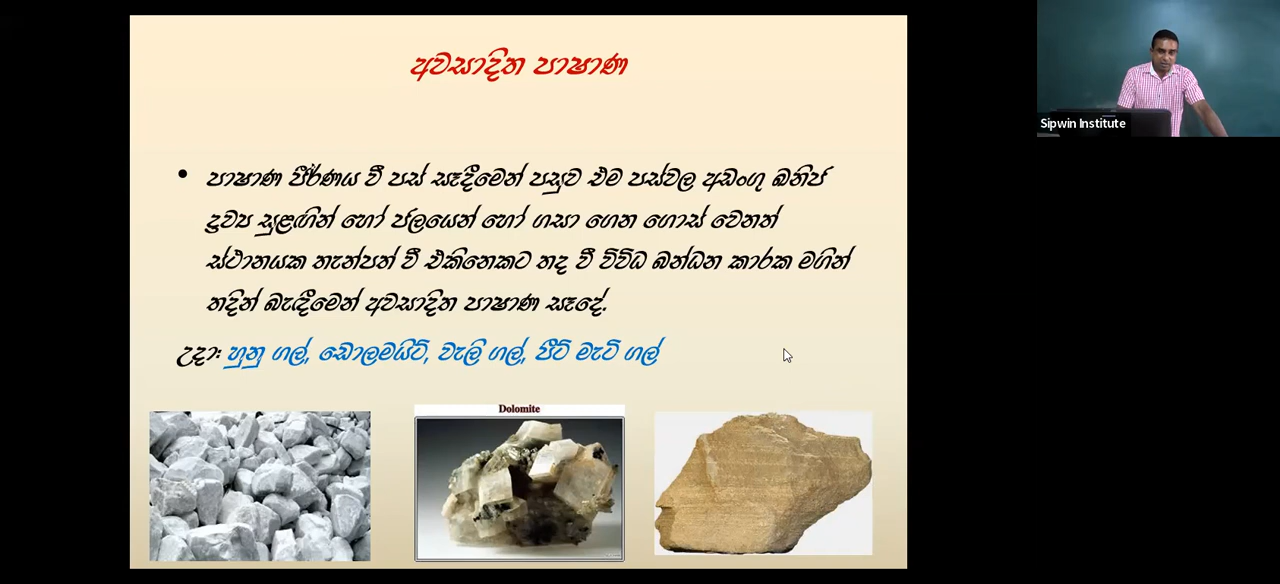 අවසාදිත පාෂාණ
Sipwin Institute
• පාෂාණ ජීර්ණය වී පස් සෑදීමෙන් පසුව එම පස්වල අඩංගු ඛනිජ
ද්‍රව්‍ය සුළඟින් හෝ ජලයෙන් හෝ ගසා ගෙන ගොස් වෙනත්
ස්ථානයක තැන්පත් වී එකිනෙකට තද වී විවිධ බන්ධන කාරක මගින්
තදින් බැඳීමෙන් අවසාදිත පාෂාණ සෑදේ.
උදා: හුනු ගල්, ඩොලමයිට්, වැලි ගල්, පීට් මැටි ගල්
Dolomite